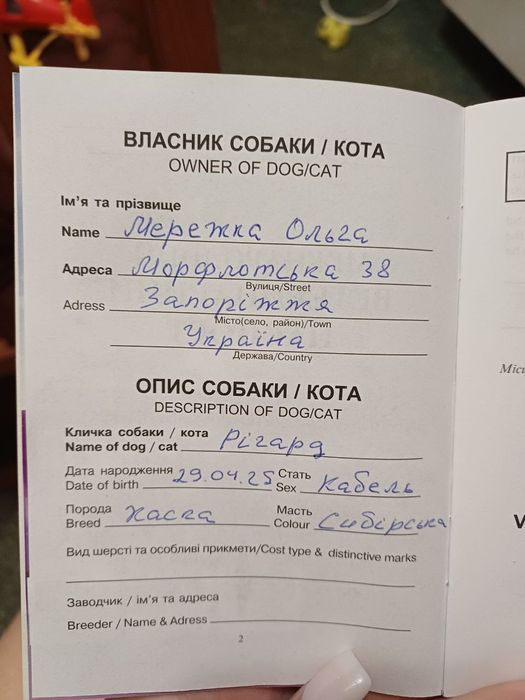 ВЛАСНИК СОБАКИ / КОТА
OWNER OF DOG/CAT
Ім'я та прізвище
Name Мережка Ольга
Адреса Морфлотська 38
Вулиця/Street
Adress Запоріжжя
Місто(село, район)/Town
Україна
Держава/Country
ОПИС СОБАКИ / КОТА
DESCRIPTION OF DOG/CAT
Кличка собаки / кота
Name of dog / cat Рігард
Дата народження Стать
Date of birth 29.04.25 Sex Кабель
Порода Масть
Breed Хаска Colour Сибірська
Вид шерсті та особливі прикмети/Cost type & distinctive marks
Заводчик / ім'я та адреса
Breeder / Name & Adress
2